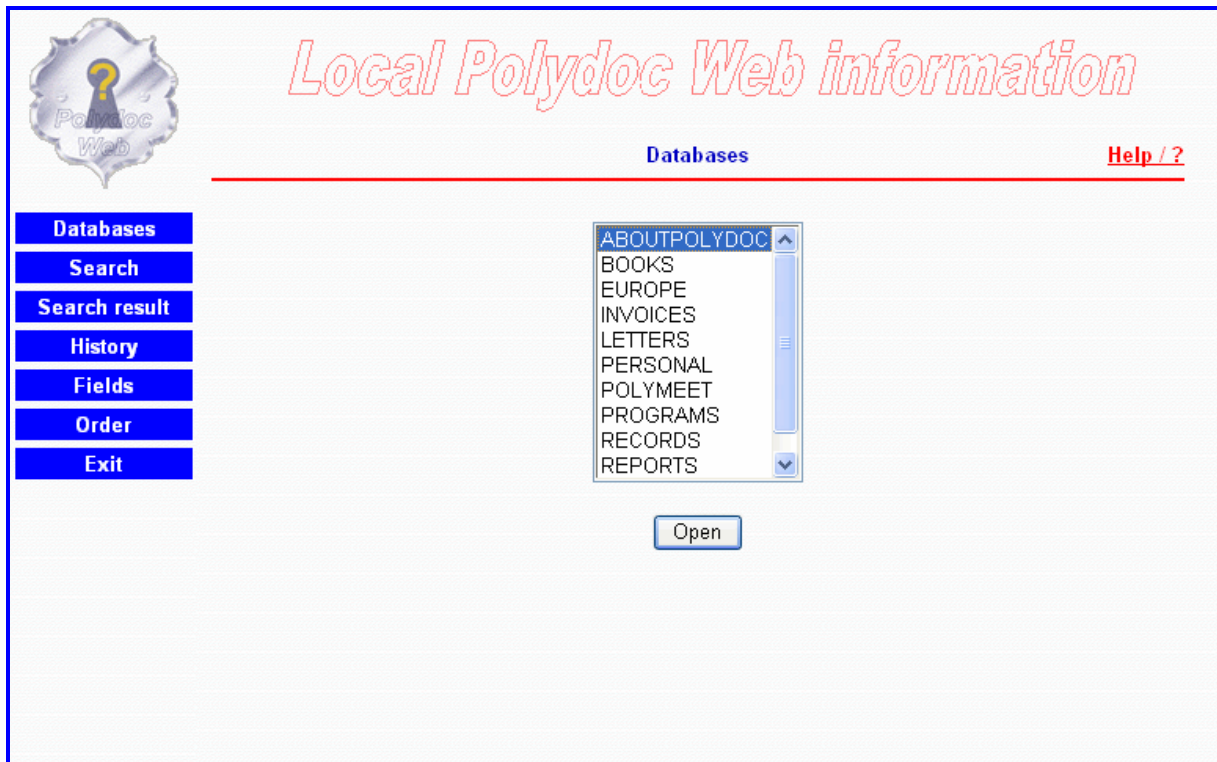 Local Polydoc Web information
?
Polydoc
Web
Databases
Help / ?
Databases
Search
Search result
History
Fields
Order
Exit
ABOUTPOLYDOC
BOOKS
EUROPE
INVOICES
LETTERS
PERSONAL
POLYMEET
PROGRAMS
RECORDS
REPORTS
Open